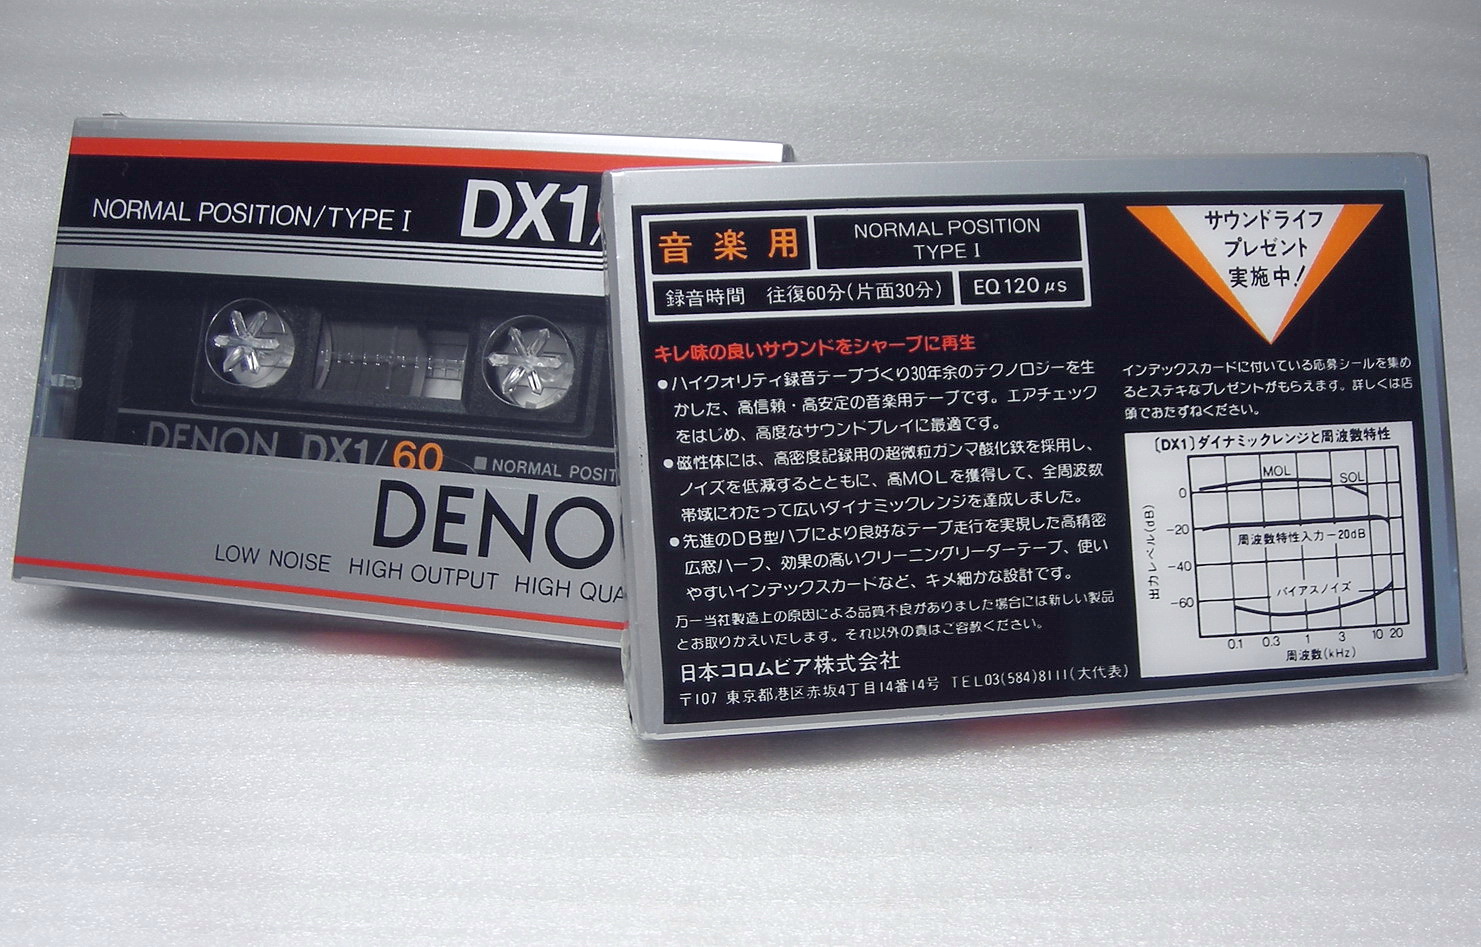 NORMAL POSITION/TYPE I
DX1/
DENON DX1/60
NORMAL POSIT
DENO
LOW NOISE HIGH OUTPUT HIGH QUA
音楽用
NORMAL POSITION
TYPE I
録音時間 往復60分(片面30分)
EQ120μs
キレ味の良いサウンドをシャープに再生
●ハイクォリティ録音テープづくり30年余のテクノロジーを生
かした、高信頼・高安定の音楽用テープです。エアチェック
をはじめ、高度なサウンドプレイに最適です。
●磁性体には、高密度記録用の超微粒ガンマ酸化鉄を採用し、
ノイズを低減するとともに、高MOLを獲得して、全周波数
帯域にわたって広いダイナミックレンジを達成しました。
●先進のDB型ハブにより良好なテープ走行を実現した高精密
広窓ハーフ、効果の高いクリーニングリーダーテープ、使い
やすいインデックスカードなど、キメ細かな設計です。
万一当社製造上の原因による品質不良がありました場合には新しい製品
とお取りかえいたします。それ以外の責はご容赦ください。
日本コロムビア株式会社
〒107 東京都港区赤坂4丁目14番14号 TEL03(584)8111(大代表)
サウンドライフ
プレゼント
実施中!
インデックスカードに付いている応募シールを集め
るとステキなプレゼントがもらえます。詳しくは店
頭でおたずねください。
〔DX1〕ダイナミックレンジと周波数特性
MOL
SOL
0
周波数特性入力-20dB
-20
-40
バイアスノイズ
-60
出力レベル(dB)
0.1 0.3 1 3 10 20
周波数(kHz)